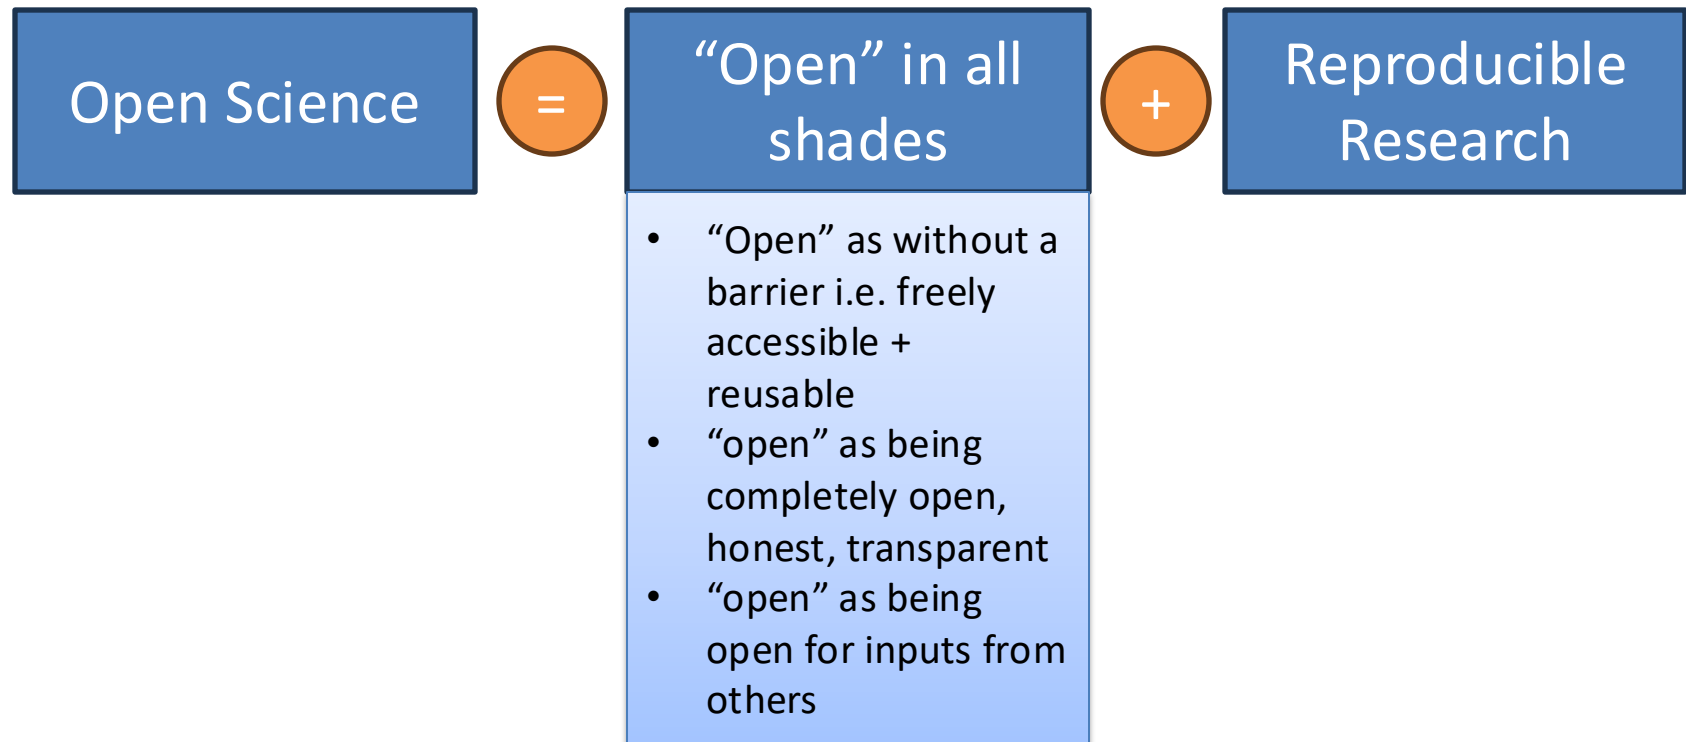 Open Science
=
“Open” in all
shades
+
Reproducible
Research
• “Open” as without a
barrier i.e. freely
accessible +
reusable
• “open” as being
completely open,
honest, transparent
• “open” as being
open for inputs from
others